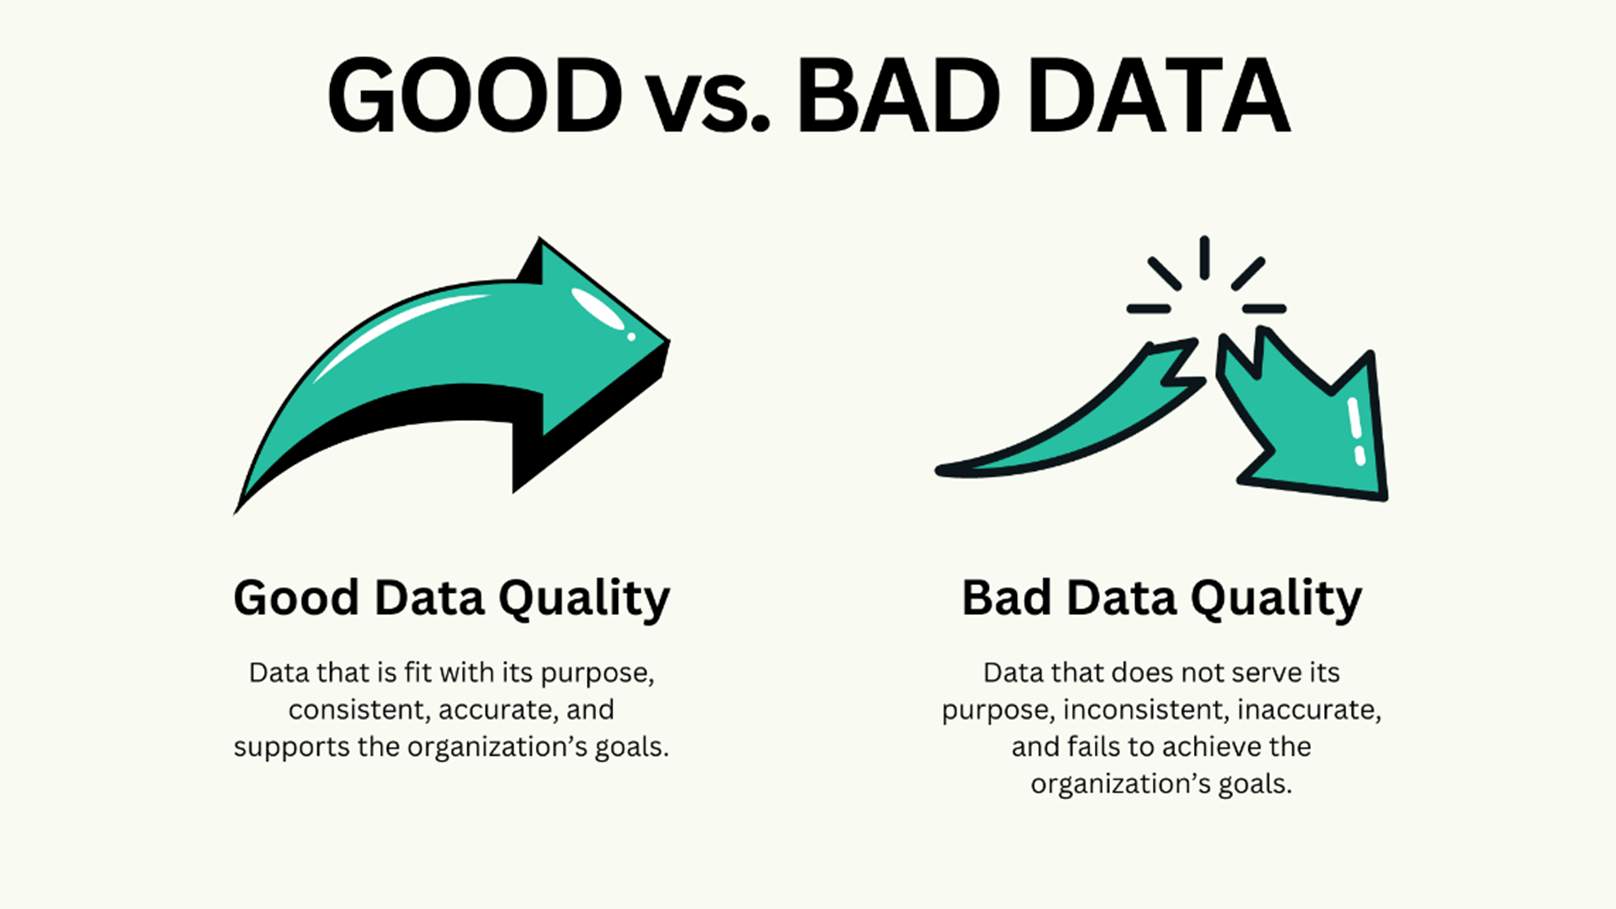 GOOD vs. BAD DATA
Good Data Quality
Data that is fit with its purpose,
consistent, accurate, and
supports the organization’s goals.
Bad Data Quality
Data that does not serve its
purpose, inconsistent, inaccurate,
and fails to achieve the
organization’s goals.